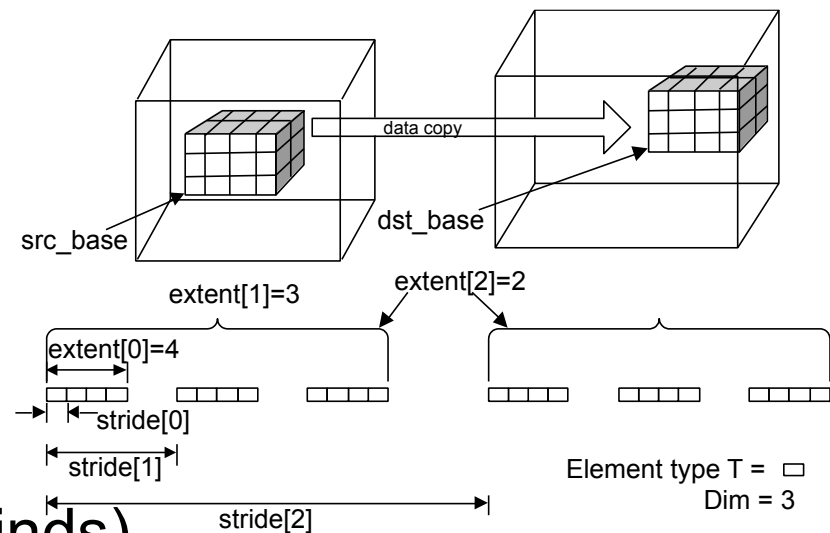 data copy
src_base
dst_base
extent[1]=3
extent[2]=2
extent[0]=4
stride[0]
stride[1]
Element type T =
Dim = 3
stride[2]
inds)